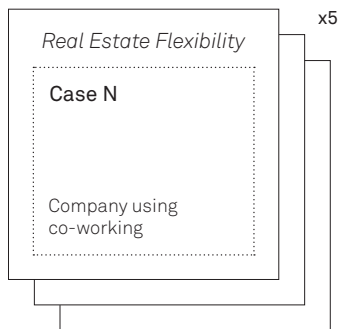 x5
Real Estate Flexibility
Case N
Company using
co-working